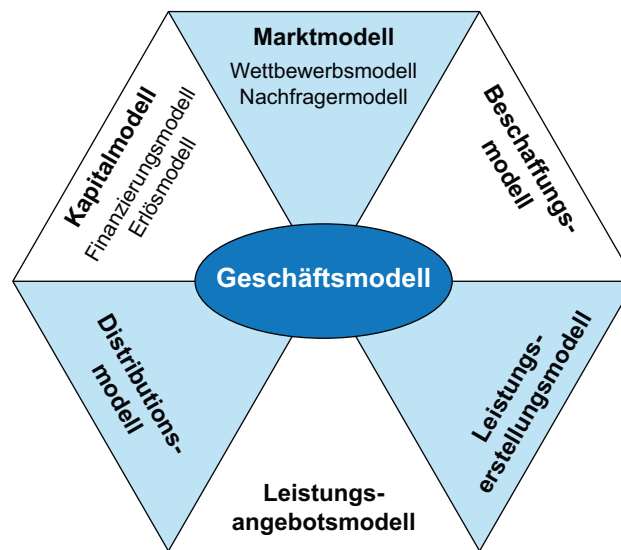 Marktmodell
Wettbewerbsmodell
Nachfragermodell
Beschaffungs-
modell
Leistungs-
erstellungsmodell
Leistungs-
angebotsmodell
Distributions-
modell
Kapitalmodell
Finanzierungsmodell
Erlösmodell
Geschäftsmodell